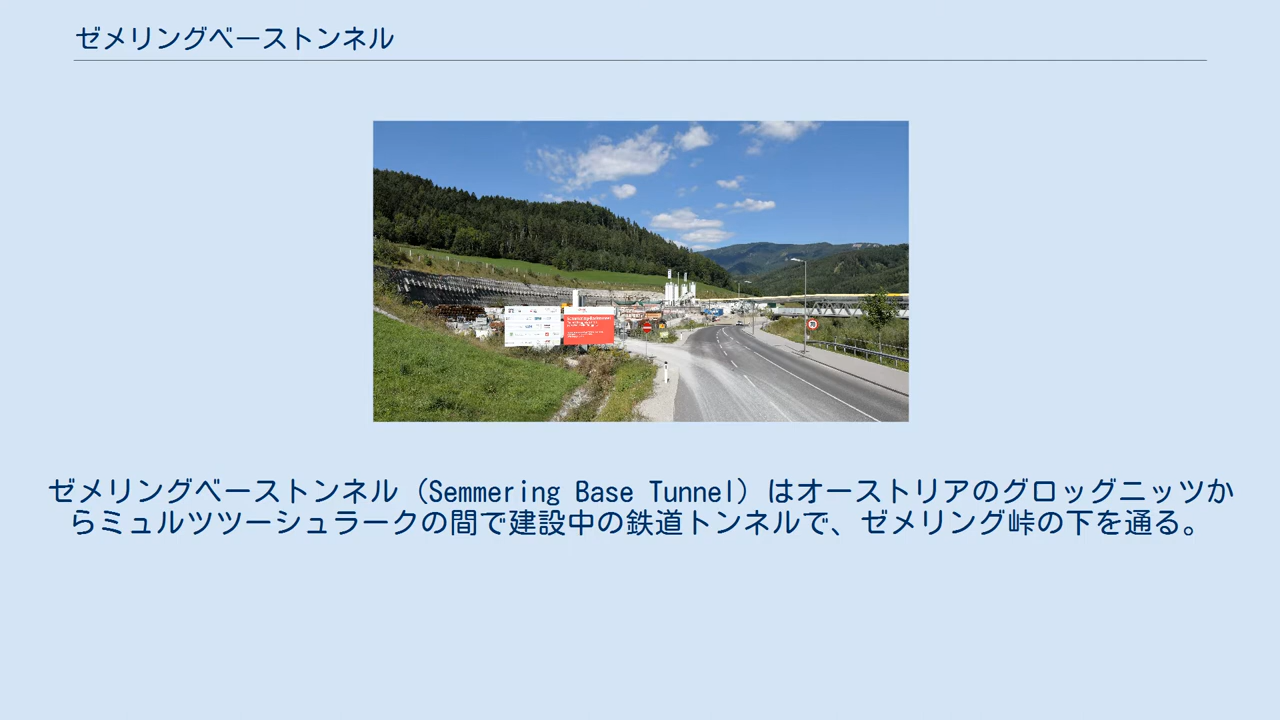 ゼメリングベーストンネル
ゼメリングベーストンネル（Semmering Base Tunnel）はオーストリアのグロッグニッツか
らミュルツツーシュラークの間で建設中の鉄道トンネルで、ゼメリング峠の下を通る。